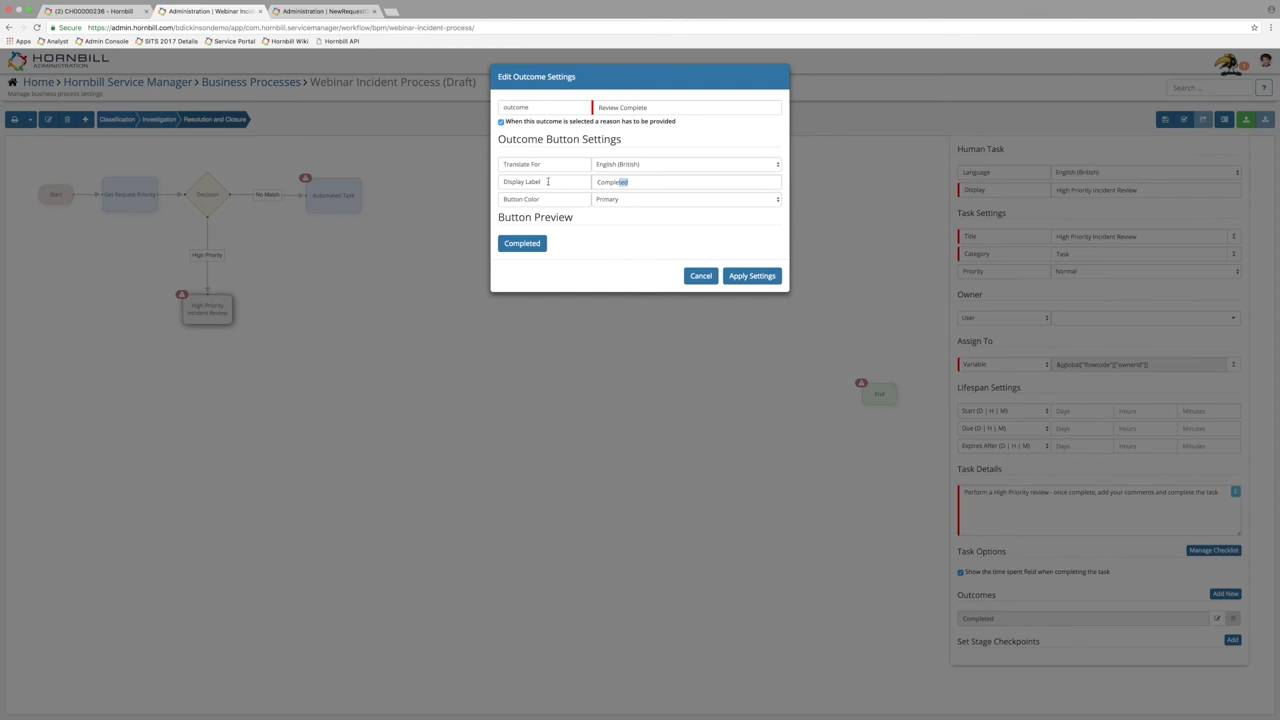 (2) CH00000236 - Hornbill
Administration | Webinar Incid
Administration | NewRequestC
Secure
https://admin.hornbill.com/bdickinsondemo/app/com.hornbill.servicemanager/workflow/bpm/webinar-incident-process/
Apps
Analyst
Admin Console
SITS 2017 Details
Service Portal
Hornbill Wiki
Hornbill API
HORNBILL
ADMINISTRATION
1
Home > Hornbill Service Manager > Business Processes > Webinar Incident Process (Draft)
Manage business process settings
Search ...
?
Classification
Investigation
Resolution and Closure
Start
Get Request Priority
Decision
No Match
Automated Task
High Priority
High Priority
Incident Review
End
Edit Outcome Settings
outcome
Review Complete
When this outcome is selected a reason has to be provided
Outcome Button Settings
Translate For
English (British)
Display Label
Completed
Button Color
Primary
Button Preview
Completed
Cancel
Apply Settings
Human Task
Language
English (British)
Display
High Priority Incident Review
Task Settings
Title
High Priority Incident Review
Category
Task
Priority
Normal
Owner
User
Assign To
Variable
&[global["flowcode"]["ownerId"]]
Lifespan Settings
Start (D | H | M)
Days
Hours
Minutes
Due (D | H | M)
Days
Hours
Minutes
Expires After (D | H | M)
Days
Hours
Minutes
Task Details
Perform a High Priority review - once complete, add your comments and complete the task
Task Options
Manage Checklist
Show the time spent field when completing the task
Outcomes
Add New
Completed
Set Stage Checkpoints
Add